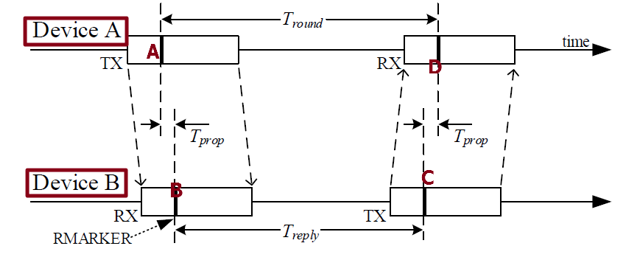 T_round
Device A
time
A
TX
RX
D
T_prop
T_prop
Device B
B
C
RX
TX
RMARKER
T_reply